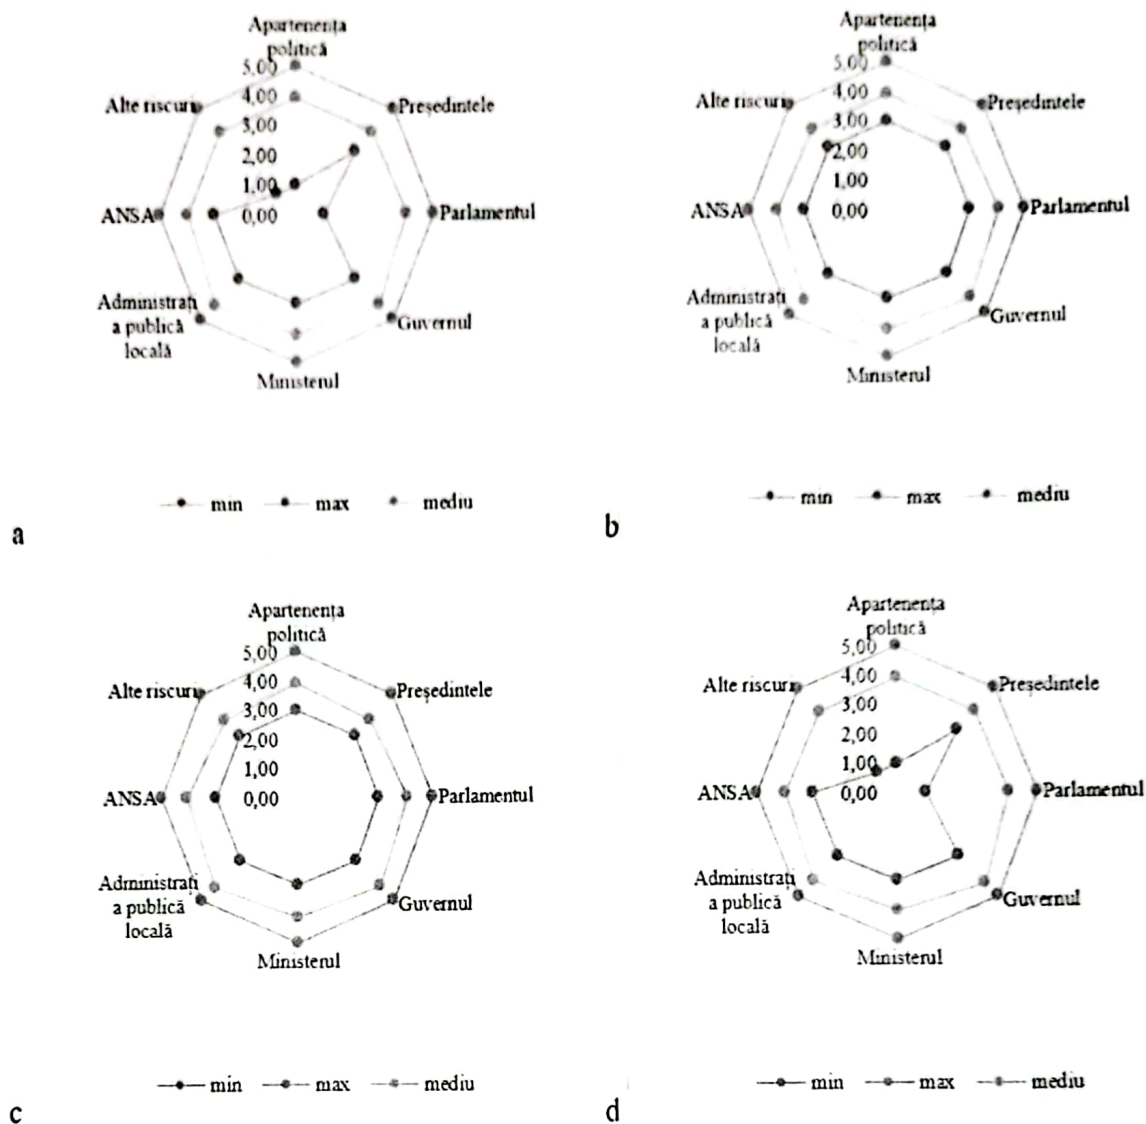 Apartenența
politică
5,00
4,00
3,00
2,00
1,00
0,00
Președintele
Parlamentul
Guvernul
Ministerul
Administrați
a publică
locală
ANSA
Alte riscuri
min max mediu
a
Apartenența
politică
5,00
4,00
3,00
2,00
1,00
0,00
Președintele
Parlamentul
Guvernul
Ministerul
Administrați
a publică
locală
ANSA
Alte riscuri
min max mediu
b
Apartenența
politică
5,00
4,00
3,00
2,00
1,00
0,00
Președintele
Parlamentul
Guvernul
Ministerul
Administrați
a publică
locală
ANSA
Alte riscuri
min max mediu
c
Apartenența
politică
5,00
4,00
3,00
2,00
1,00
0,00
Președintele
Parlamentul
Guvernul
Ministerul
Administrați
a publică
locală
ANSA
Alte riscuri
min max mediu
d